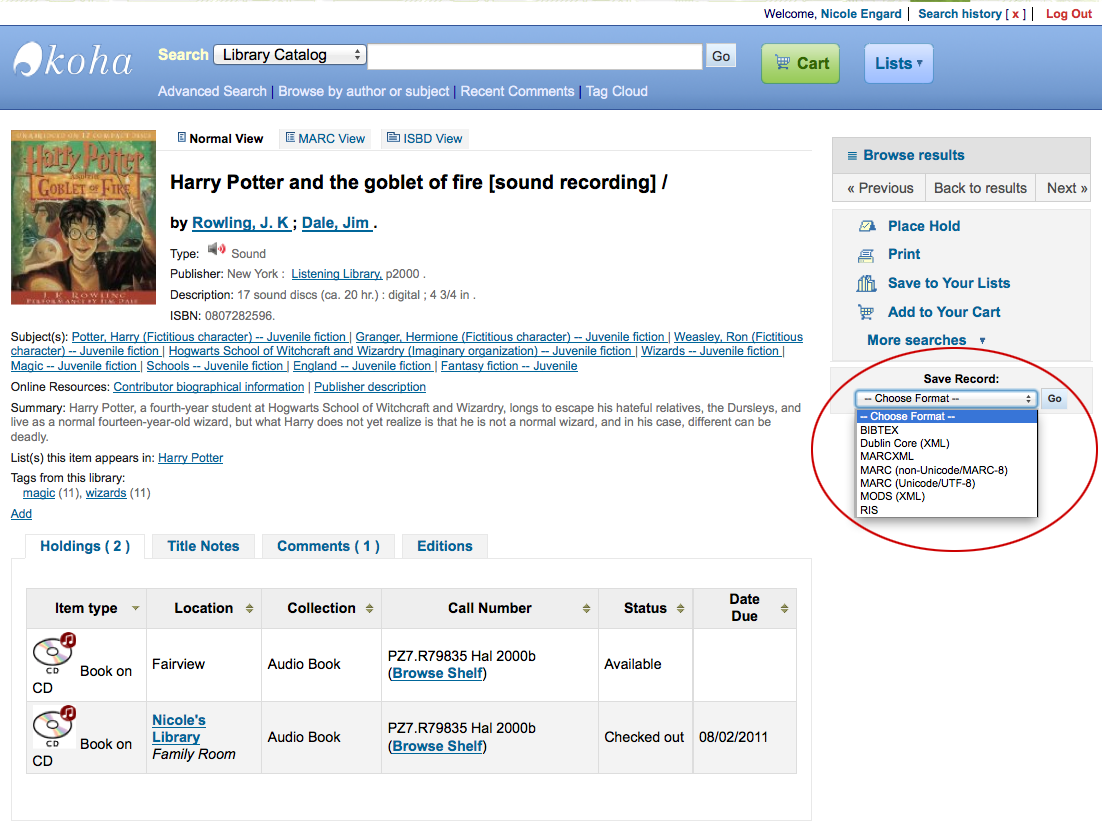 Welcome, Nicole Engard | Search history [ x ] | Log Out
koha
Search Library Catalog Go
Cart
Lists
Advanced Search | Browse by author or subject | Recent Comments | Tag Cloud
UNABRIDGED ON 17 COMPACT DISCS
Harry Potter
AND THE
GOBLET OF FIRE
J. K. ROWLING
PERFORMANCE BY JIM DALE
Normal View
MARC View
ISBD View
Harry Potter and the goblet of fire [sound recording] /
by Rowling, J. K ; Dale, Jim .
Type: Sound
Publisher: New York : Listening Library, p2000 .
Description: 17 sound discs (ca. 20 hr.) : digital ; 4 3/4 in .
ISBN: 0807282596.
Subject(s): Potter, Harry (Fictitious character) -- Juvenile fiction | Granger, Hermione (Fictitious character) -- Juvenile fiction | Weasley, Ron (Fictitious
character) -- Juvenile fiction | Hogwarts School of Witchcraft and Wizardry (Imaginary organization) -- Juvenile fiction | Wizards -- Juvenile fiction |
Magic -- Juvenile fiction | Schools -- Juvenile fiction | England -- Juvenile fiction | Fantasy fiction -- Juvenile
Online Resources: Contributor biographical information | Publisher description
Summary: Harry Potter, a fourth-year student at Hogwarts School of Witchcraft and Wizardry, longs to escape his hateful relatives, the Dursleys, and
live as a normal fourteen-year-old wizard, but what Harry does not yet realize is that he is not a normal wizard, and in his case, different can be
deadly.
List(s) this item appears in: Harry Potter
Tags from this library:
magic (11), wizards (11)
Add
Browse results
« Previous Back to results Next »
Place Hold
Print
Save to Your Lists
Add to Your Cart
More searches
Save Record:
-- Choose Format -- Go
-- Choose Format --
BIBTEX
Dublin Core (XML)
MARCXML
MARC (non-Unicode/MARC-8)
MARC (Unicode/UTF-8)
MODS (XML)
RIS
Holdings ( 2 ) Title Notes Comments ( 1 ) Editions
Item type Location Collection Call Number Status Date
Due
CD Book on
CD
Fairview
Audio Book
PZ7.R79835 Hal 2000b
(Browse Shelf)
Available
CD Book on
CD
Nicole's
Library
Family Room
Audio Book
PZ7.R79835 Hal 2000b
(Browse Shelf)
Checked out
08/02/2011